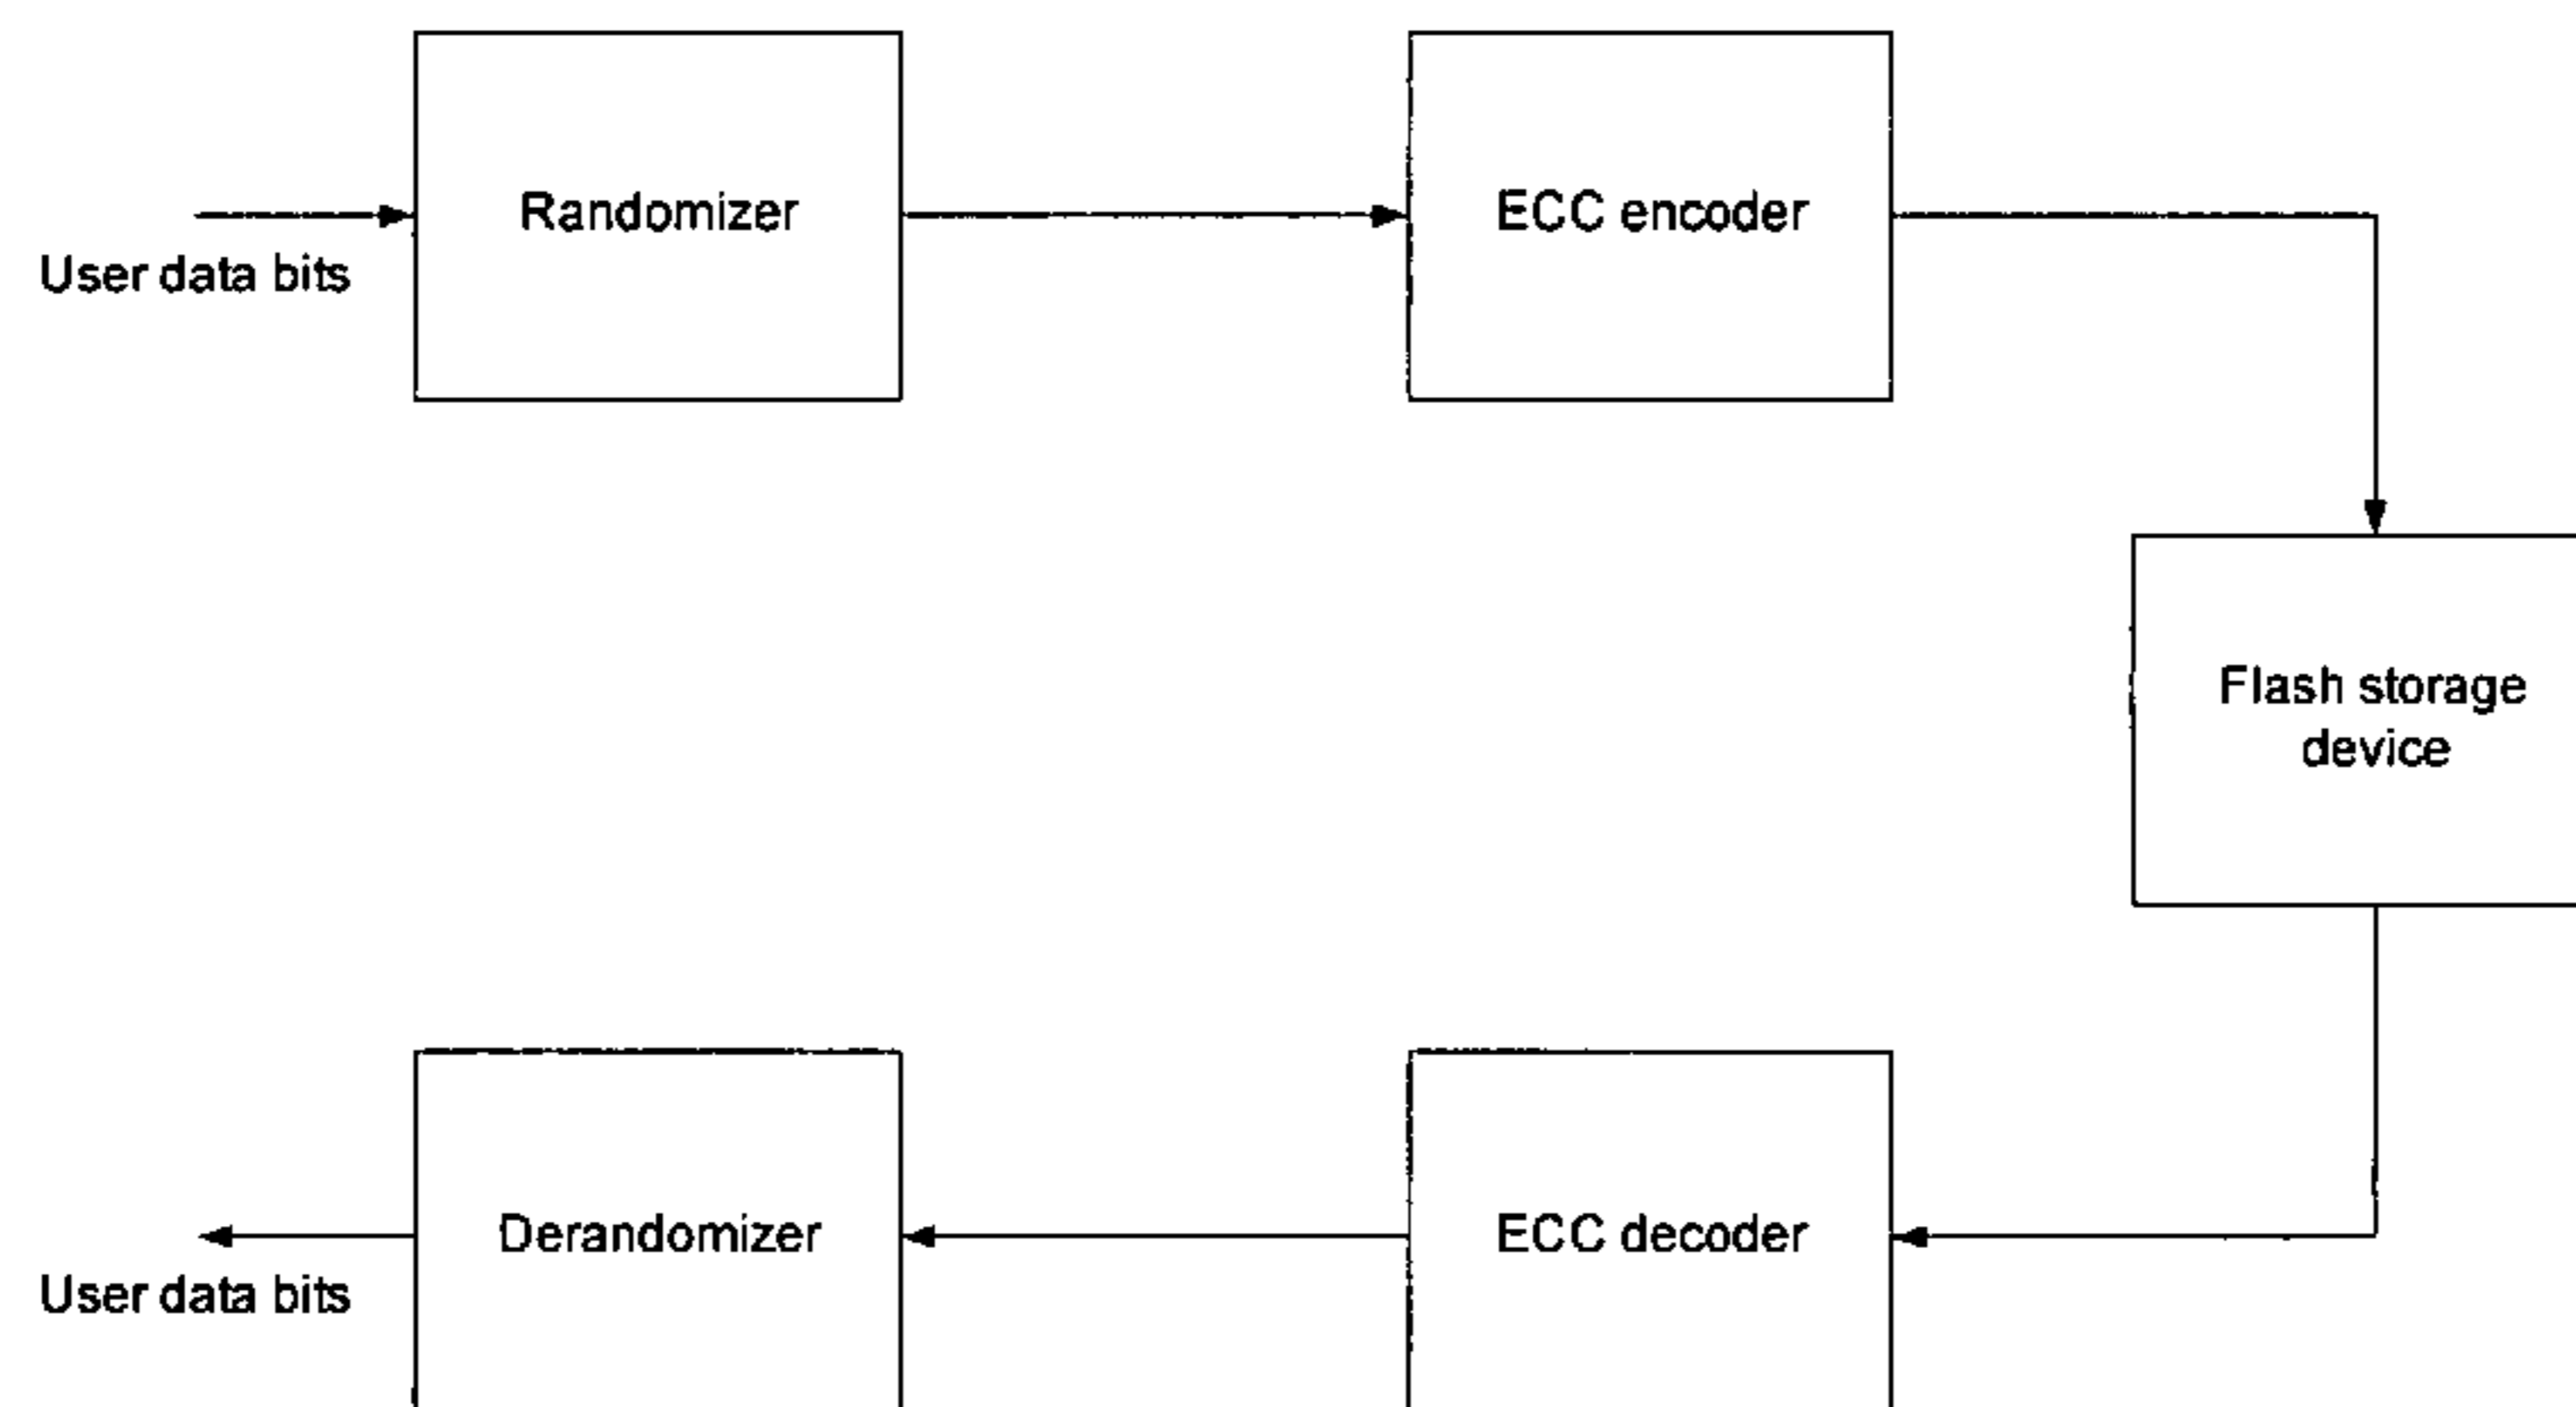 Randomizer
ECC encoder
User data bits
Flash storage
device
Derandomizer
ECC decoder
User data bits